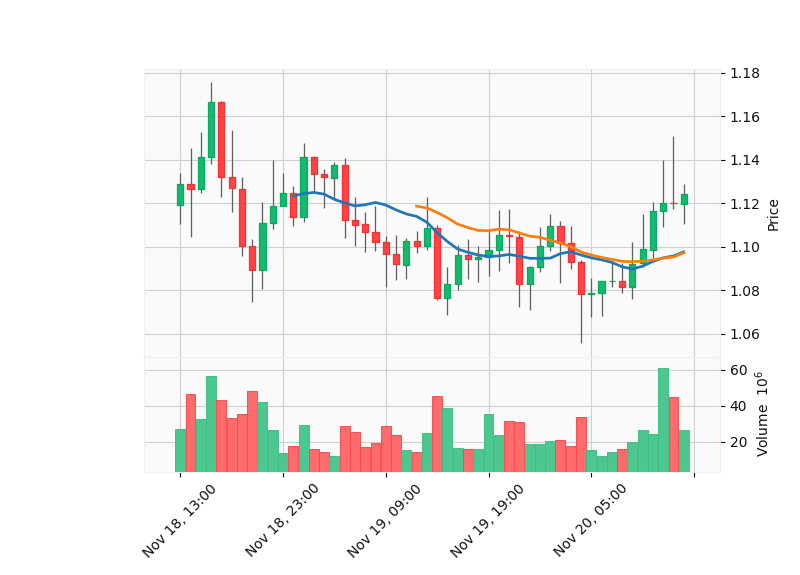 1.18
1.16
1.14
1.12
1.10
1.08
1.06
Price
60
40
20
Volume 10^6
Nov 18, 13:00
Nov 18, 23:00
Nov 19, 09:00
Nov 19, 19:00
Nov 20, 05:00